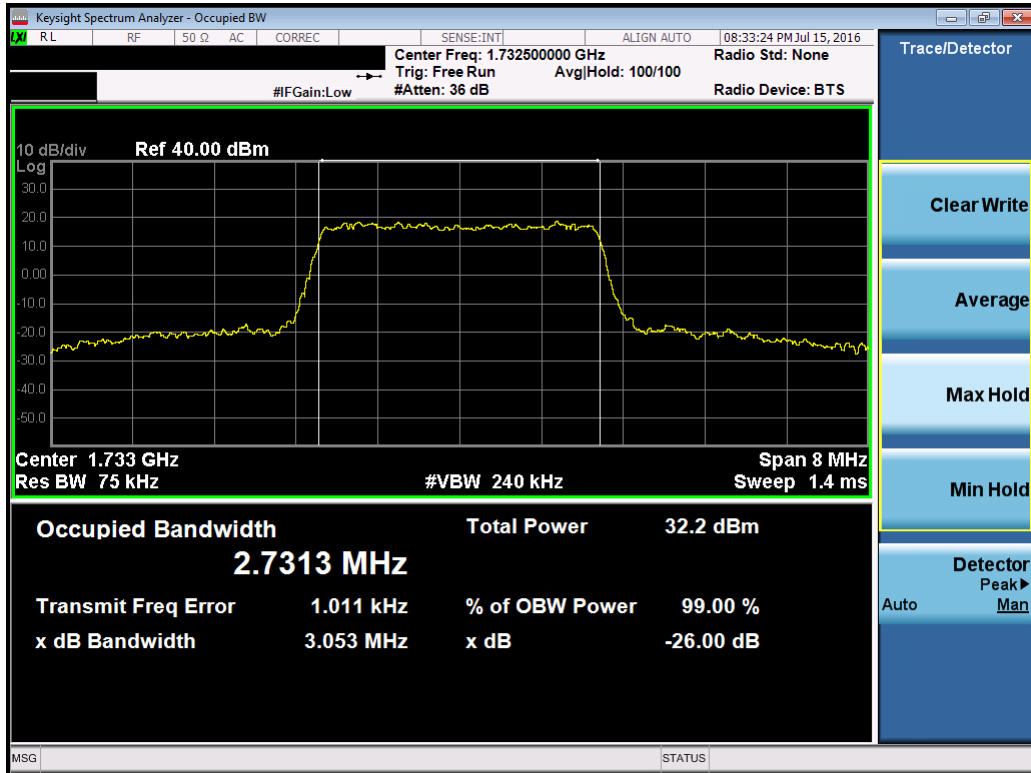 Keysight Spectrum Analyzer - Occupied BW
LXI RL RF 50 Ω AC CORREC SENSE:INT ALIGN AUTO 08:33:24 PM Jul 15, 2016
Center Freq: 1.732500000 GHz Radio Std: None
Trig: Free Run Avg|Hold: 100/100
#IFGain:Low #Atten: 36 dB Radio Device: BTS
10 dB/div Ref 40.00 dBm
Log
30.0
20.0
10.0
0.00
-10.0
-20.0
-30.0
-40.0
-50.0
Center 1.733 GHz Span 8 MHz
Res BW 75 kHz #VBW 240 kHz Sweep 1.4 ms
Occupied Bandwidth Total Power 32.2 dBm
2.7313 MHz
Transmit Freq Error 1.011 kHz % of OBW Power 99.00 %
x dB Bandwidth 3.053 MHz x dB -26.00 dB
MSG STATUS
Trace/Detector
Clear Write
Average
Max Hold
Min Hold
Detector
Peak▶
Auto Man